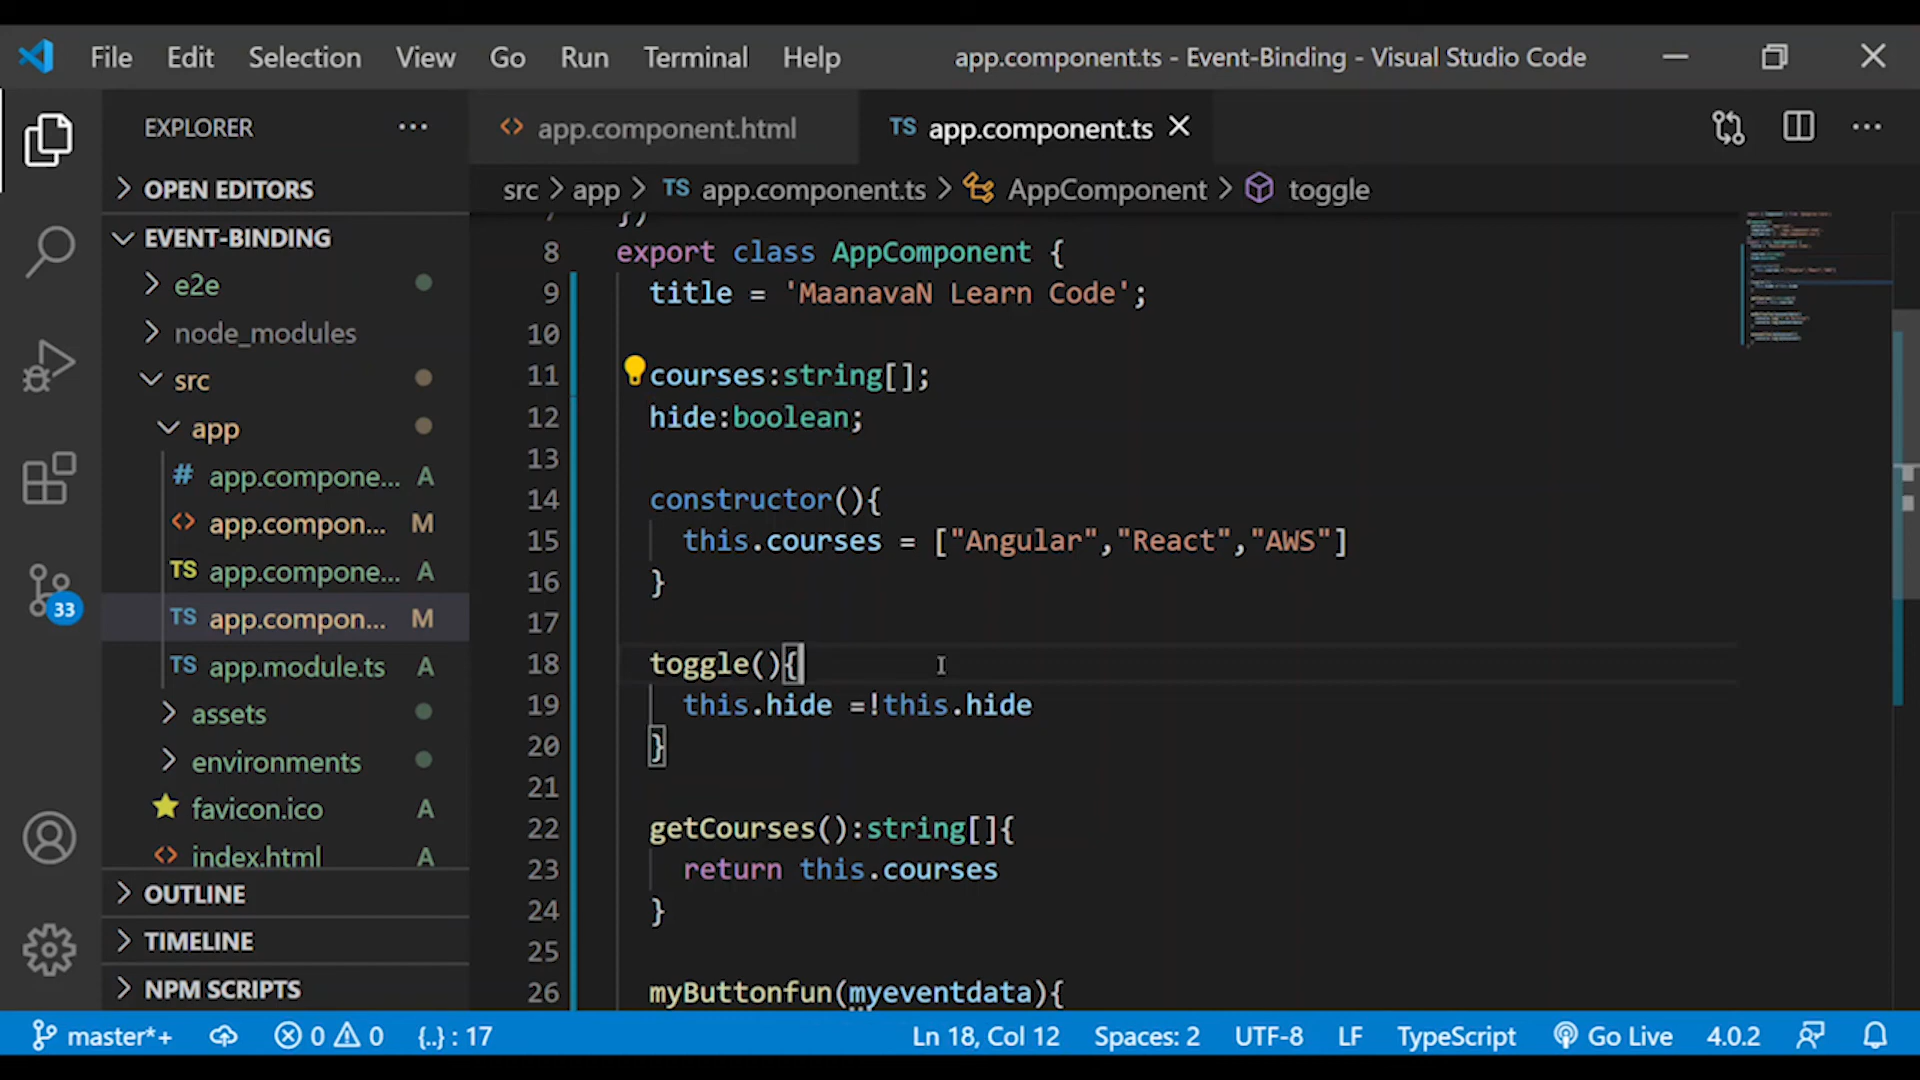 File Edit Selection View Go Run Terminal Help app.component.ts - Event-Binding - Visual Studio Code
EXPLORER
app.component.html
TS app.component.ts
OPEN EDITORS
src > app > TS app.component.ts > AppComponent > toggle
EVENT-BINDING
e2e
node_modules
src
app
# app.compone... A
app.compon... M
TS app.compone... A
TS app.compon... M
TS app.module.ts A
assets
environments
favicon.ico A
index.html A
OUTLINE
TIMELINE
NPM SCRIPTS
33
})
8 export class AppComponent {
9 title = 'MaanavaN Learn Code';
10
11 courses:string[];
12 hide:boolean;
13
14 constructor(){
15 this.courses = ["Angular","React","AWS"]
16 }
17
18 toggle(){
19 this.hide =!this.hide
20 }
21
22 getCourses():string[]{
23 return this.courses
24 }
25
26 myButtonfun(myeventdata){
master*+ 0 0 {..} : 17 Ln 18, Col 12 Spaces: 2 UTF-8 LF TypeScript Go Live 4.0.2